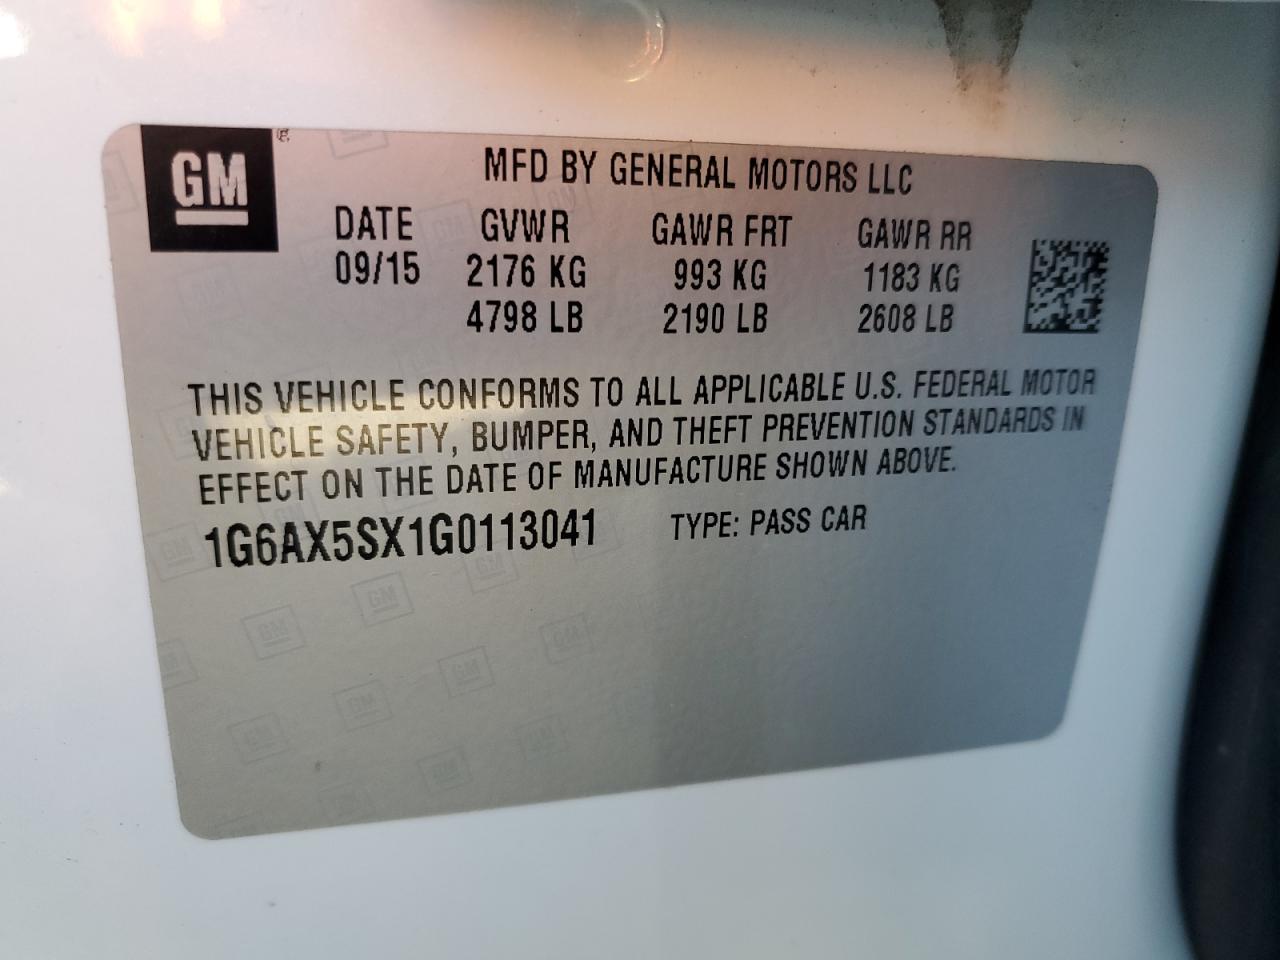 GM
MFD BY GENERAL MOTORS LLC
DATE GVWR GAWR FRT GAWR RR
09/15 2176 KG 993 KG 1183 KG
4798 LB 2190 LB 2608 LB
THIS VEHICLE CONFORMS TO ALL APPLICABLE U.S. FEDERAL MOTOR
VEHICLE SAFETY, BUMPER, AND THEFT PREVENTION STANDARDS IN
EFFECT ON THE DATE OF MANUFACTURE SHOWN ABOVE.
1G6AX5SX1G0113041 TYPE: PASS CAR